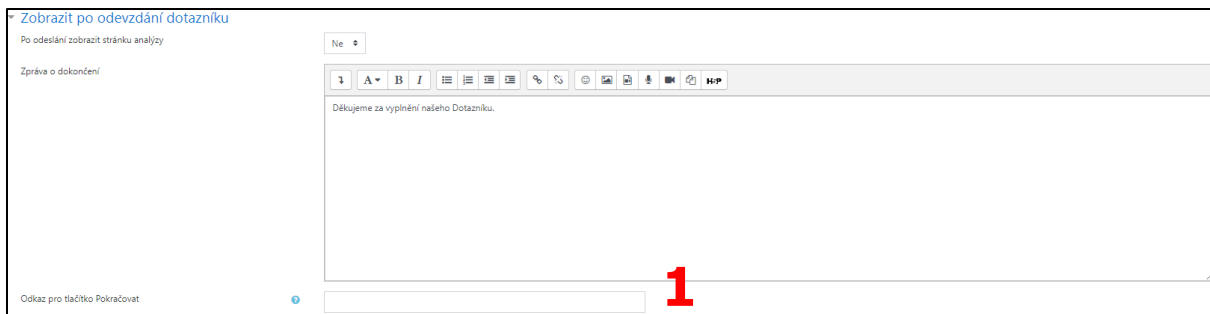 Zobrazit po odevzdání dotazníku
Po odeslání zobrazit stránku analýzy
Ne
Zpráva o dokončení
A B I H5P
Děkujeme za vyplnění našeho Dotazníku.
Odkaz pro tlačítko Pokračovat
?
1